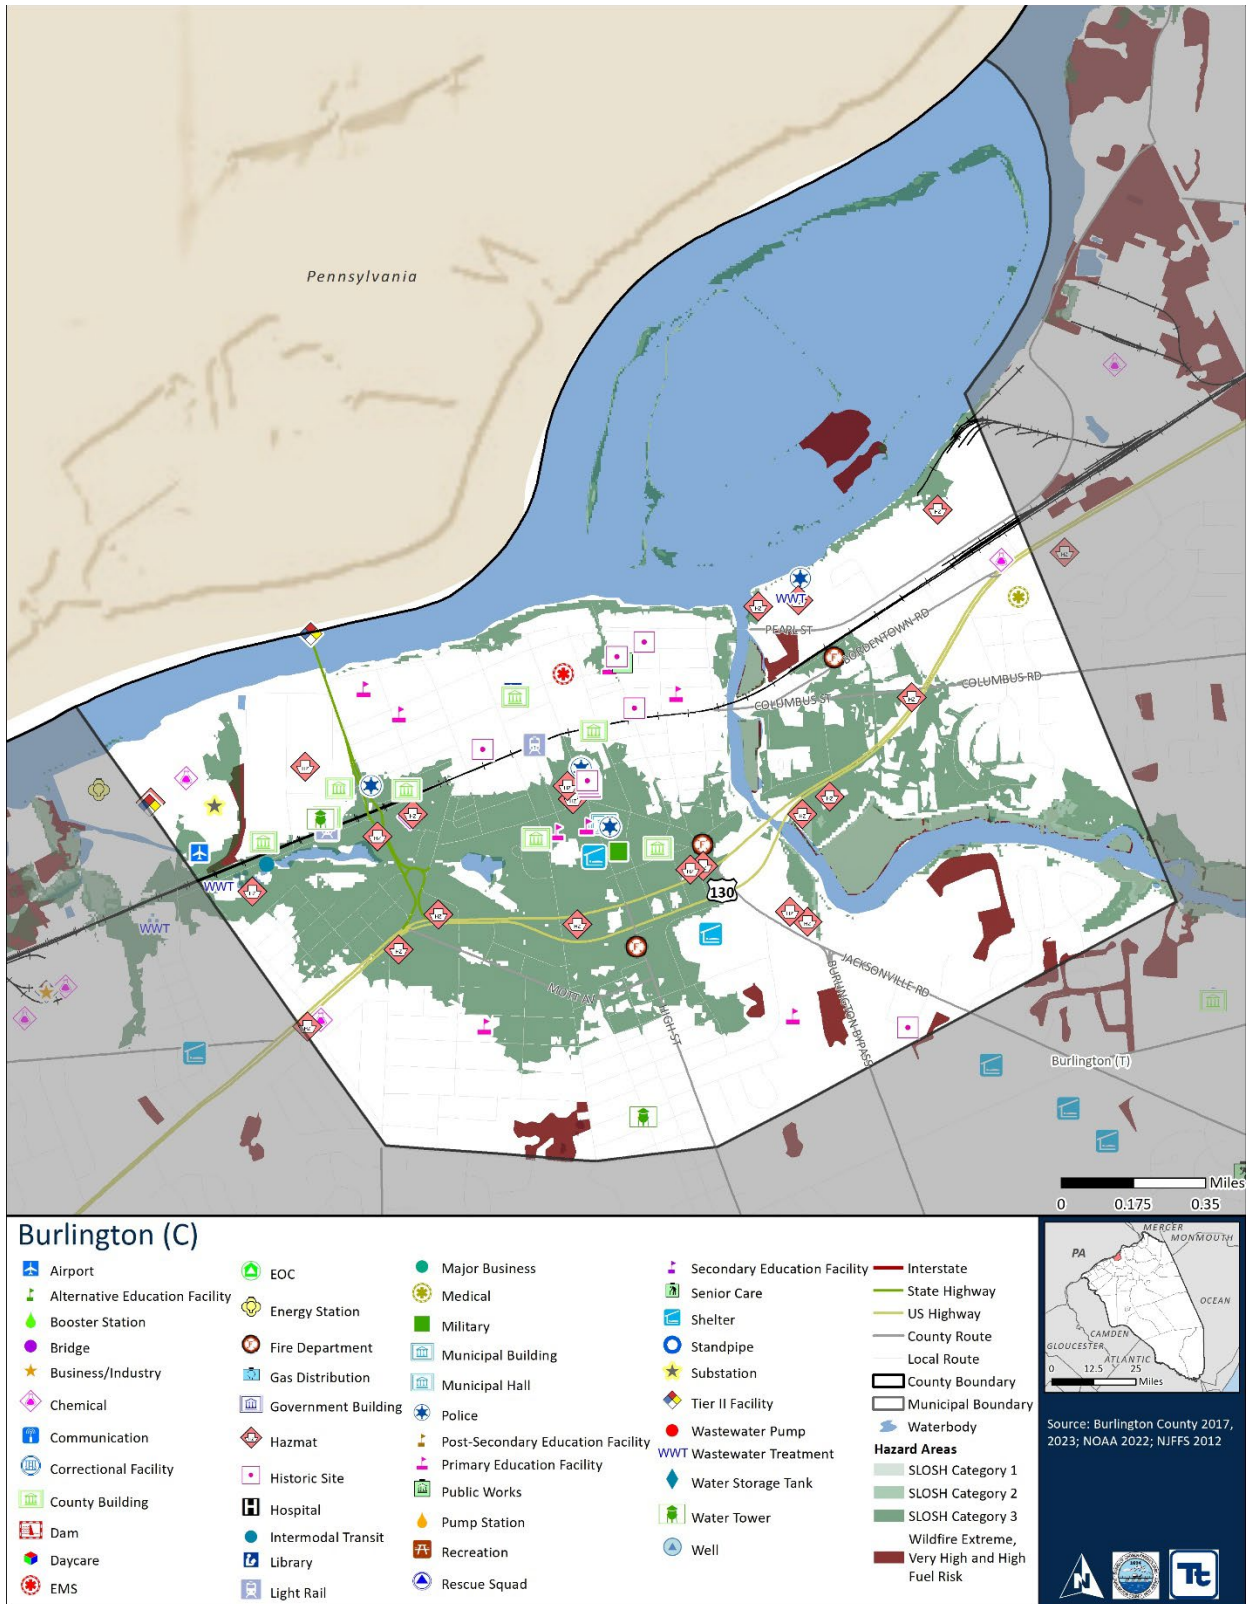 Pennsylvania
WWT
PEARL ST
BORDENTOWN RD
COLUMBUS RD
COLUMBUS ST
WWT
WWT
130
MOTT AV
HIGH ST
BURLINGTON BYPASS
JACKSONVILLE RD
Burlington (T)
Miles
0 0.175 0.35
Burlington (C)
Airport
Alternative Education Facility
Booster Station
Bridge
Business/Industry
Chemical
Communication
Correctional Facility
County Building
Dam
Daycare
EMS
EOC
Energy Station
Fire Department
Gas Distribution
Government Building
Hazmat
Historic Site
Hospital
Intermodal Transit
Library
Light Rail
Major Business
Medical
Military
Municipal Building
Municipal Hall
Police
Post-Secondary Education Facility
Primary Education Facility
Public Works
Pump Station
Recreation
Rescue Squad
Secondary Education Facility
Senior Care
Shelter
Standpipe
Substation
Tier II Facility
Wastewater Pump
WWT Wastewater Treatment
Water Storage Tank
Water Tower
Well
Interstate
State Highway
US Highway
County Route
Local Route
County Boundary
Municipal Boundary
Waterbody
Hazard Areas
SLOSH Category 1
SLOSH Category 2
SLOSH Category 3
Wildfire Extreme,
Very High and High
Fuel Risk
MERCER
MONMOUTH
PA
OCEAN
CAMDEN
GLOUCESTER
ATLANTIC
0 12.5 25
Miles
Source: Burlington County 2017,
2023; NOAA 2022; NJFFS 2012
N
Tt